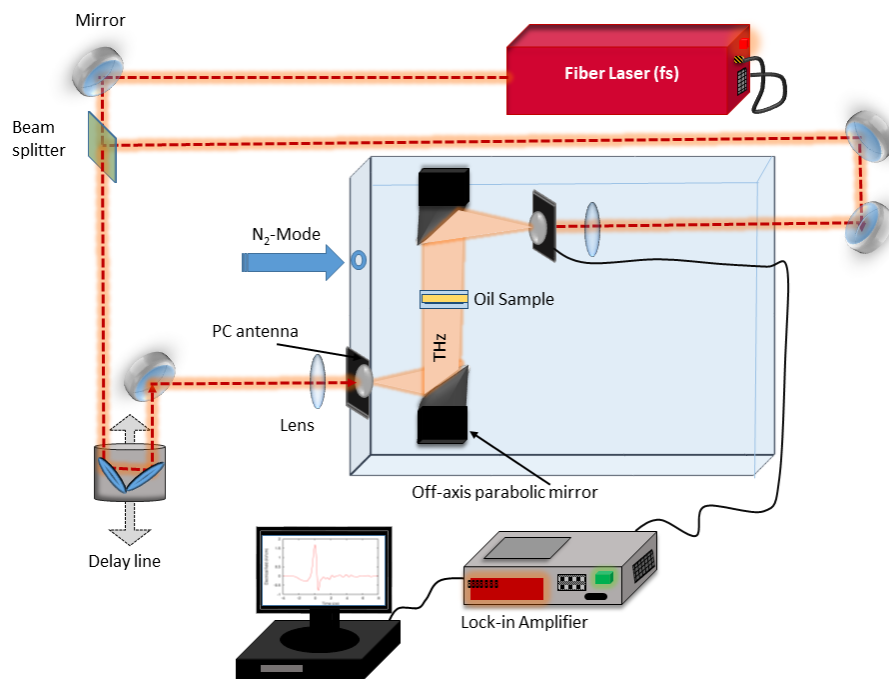 Mirror
Fiber Laser (fs)
Beam
splitter
N₂-Mode
Oil Sample
PC antenna
THz
Lens
Off-axis parabolic mirror
Delay line
Lock-in Amplifier